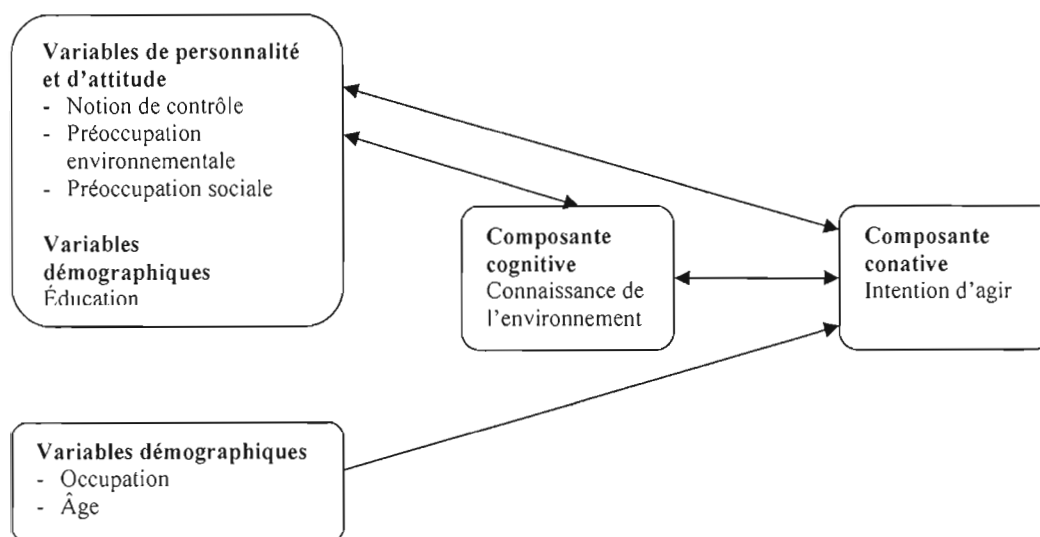 Variables de personnalité
et d'attitude
- Notion de contrôle
- Préoccupation
environnementale
- Préoccupation sociale
Variables
démographiques
Éducation
Composante
cognitive
Connaissance de
l'environnement
Composante
conative
Intention d'agir
Variables démographiques
- Occupation
- Âge